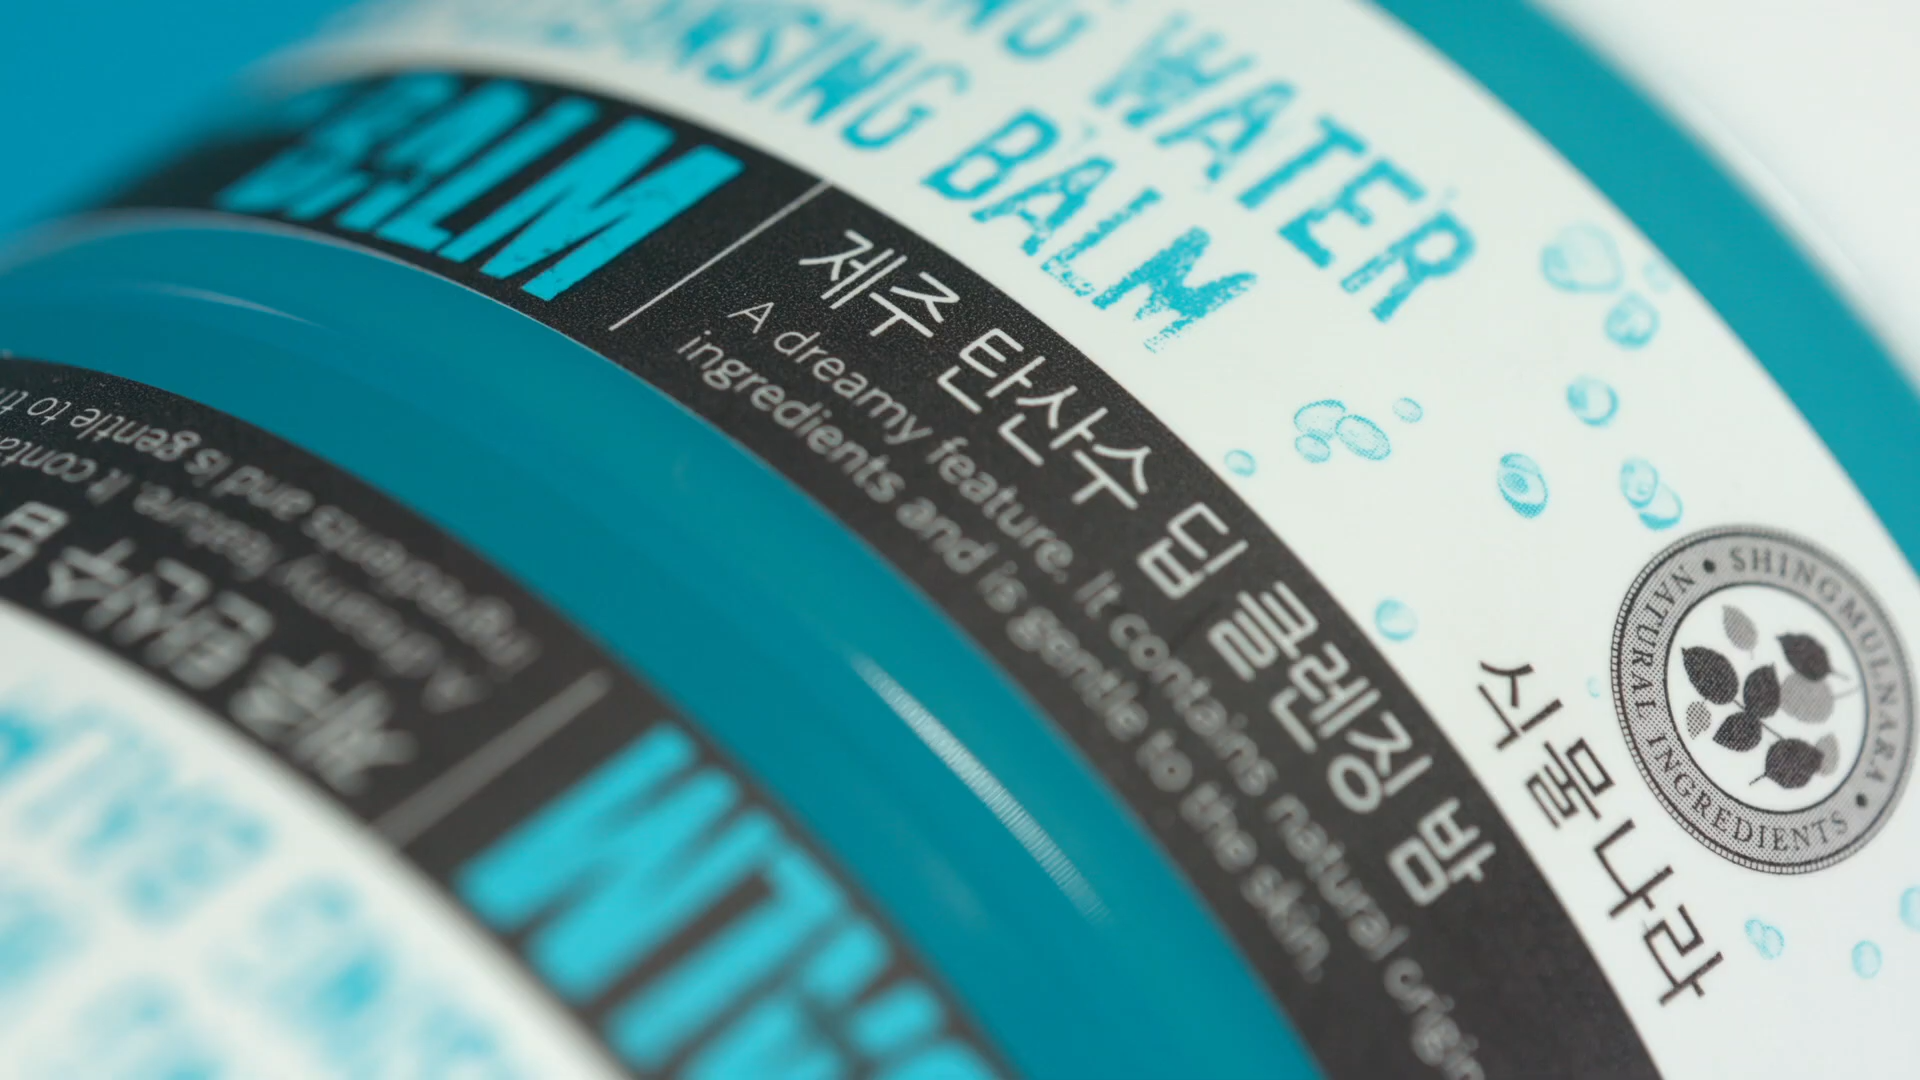 WATER
CLEANSING BALM
BALM
제주 탄산수 딥 클렌징 밤
A dreamy feature. It contains natural origin
ingredients and is gentle to the skin.
SHINGMULNARA • NATURAL INGREDIENTS •
식물나라